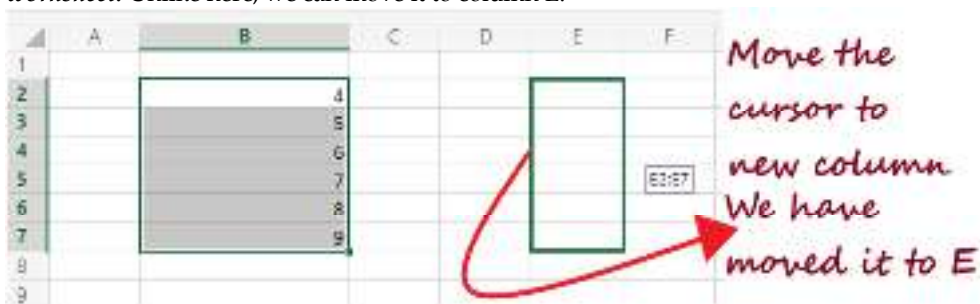 worksheet. Unlike here, we can move it to column E.
A B C D E F
1
2 4
3 5
4 6
5 7
6 8
7 9
8
9
E2:E7
Move the
cursor to
new column
We have
moved it to E